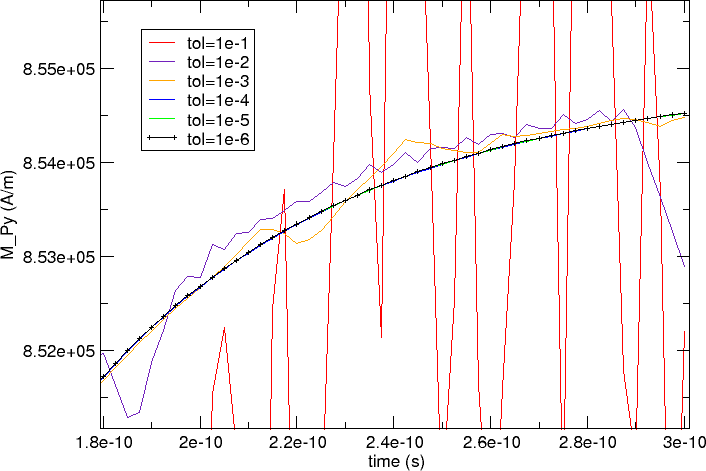 tol=1e-1
tol=1e-2
tol=1e-3
tol=1e-4
tol=1e-5
tol=1e-6
8.55e+05
8.54e+05
8.53e+05
8.52e+05
M_Py (A/m)
1.8e-10 2e-10 2.2e-10 2.4e-10 2.6e-10 2.8e-10 3e-10
time (s)